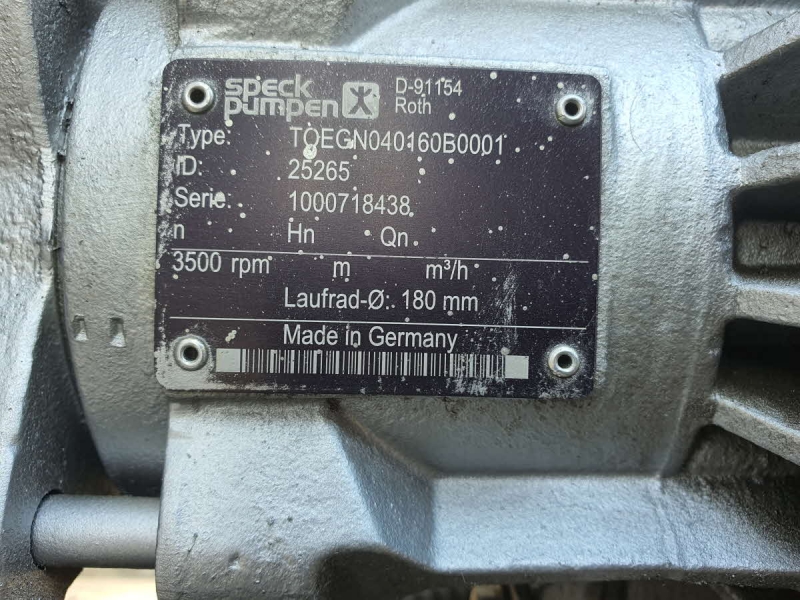 speck pumpen
D-91154
Roth
Type: TOEGN040160B0001
ID: 25265
Serie: 1000718438
n Hn Qn
3500 rpm m m³/h
Laufrad-Ø: 180 mm
Made in Germany